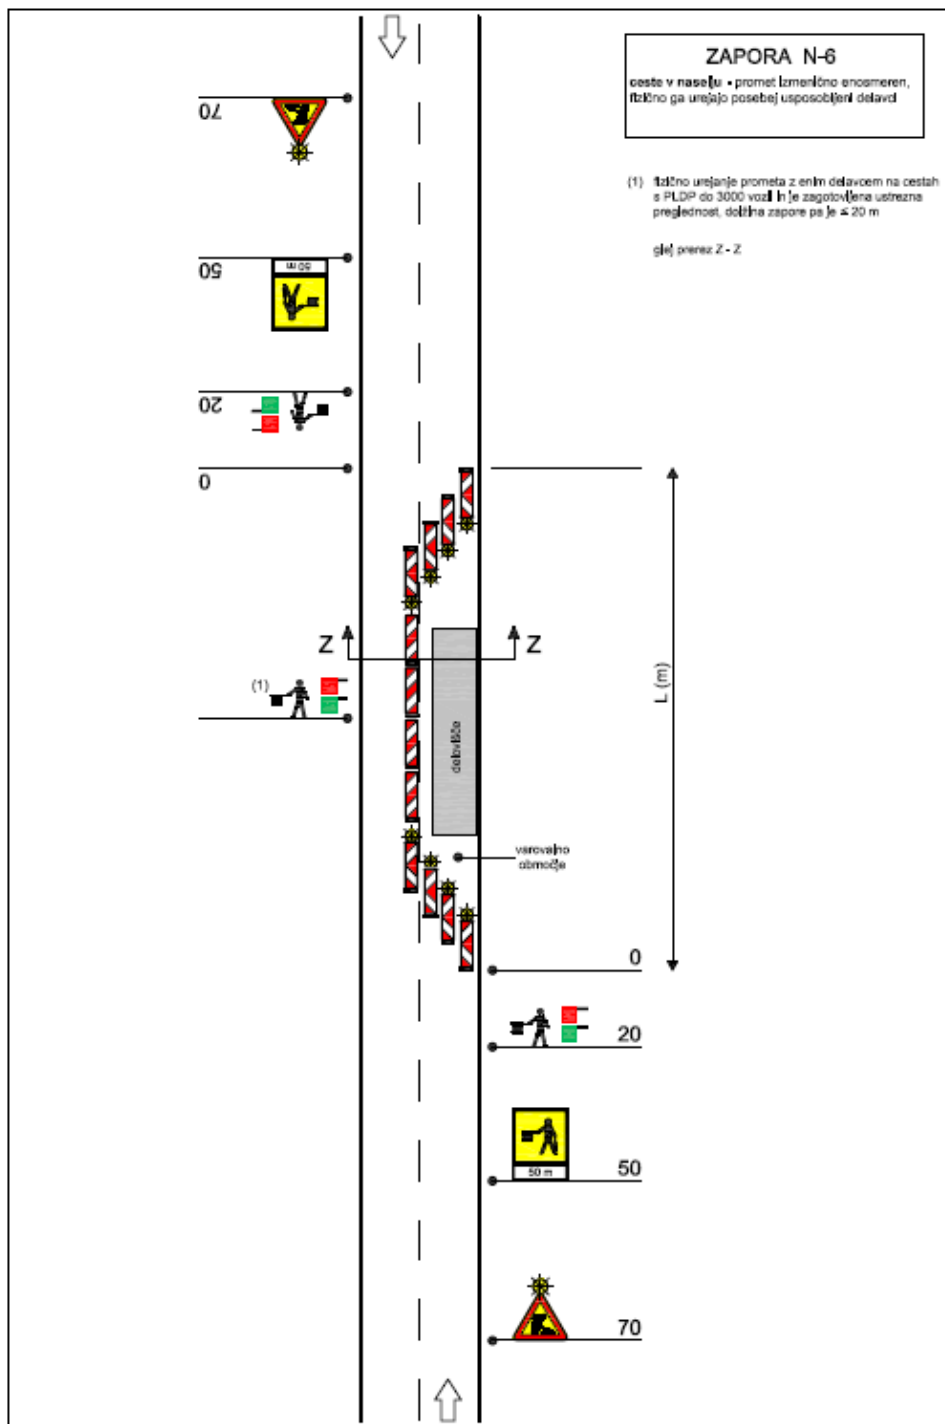 ZAPORA N-6
ceste v naselju - promet izmenično enosmeren,
fizično ga urejajo posebej usposobljeni delavci
(1) fizično urejanje prometa z enim delavcem na cestah
s PLDP do 3000 vozil in je zagotovljena ustrezna
preglednost, dolžina zapore pa je ≤ 20 m
glej prerez Z - Z
70
50
50 m
20
0
Z
Z
(1)
L (m)
delovišče
varovalno
območje
0
20
50 m
50
70